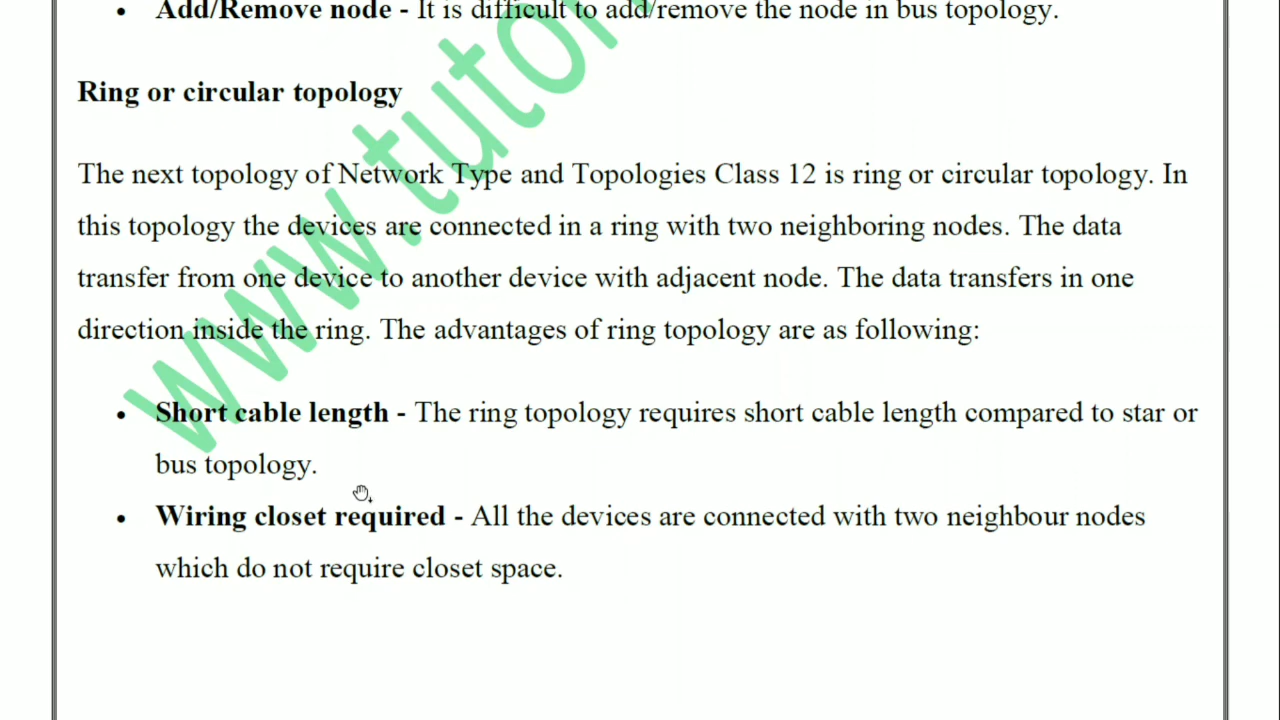 • Add/Remove node - It is difficult to add/remove the node in bus topology.
Ring or circular topology
The next topology of Network Type and Topologies Class 12 is ring or circular topology. In
this topology the devices are connected in a ring with two neighboring nodes. The data
transfer from one device to another device with adjacent node. The data transfers in one
direction inside the ring. The advantages of ring topology are as following:
• Short cable length - The ring topology requires short cable length compared to star or
bus topology.
• Wiring closet required - All the devices are connected with two neighbour nodes
which do not require closet space.
www.tutor